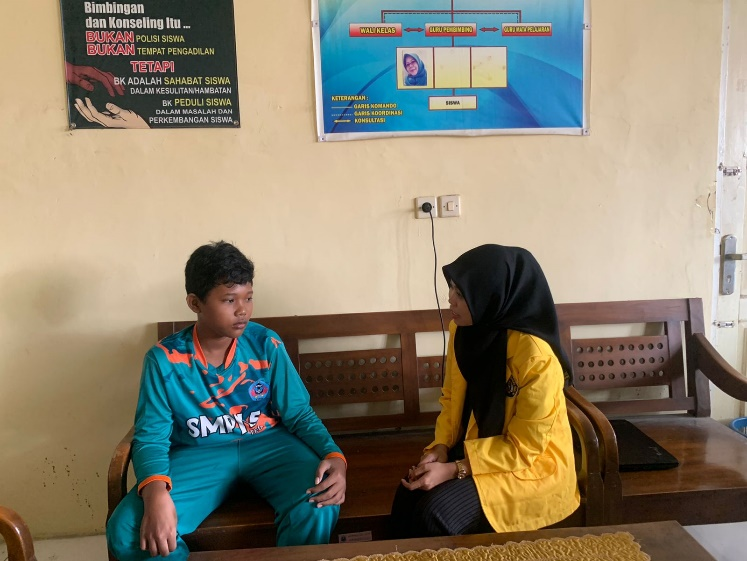 Bimbingan
dan Konseling Itu ...
BUKAN POLISI SISWA
BUKAN TEMPAT PENGADILAN
TETAPI
BK ADALAH SAHABAT SISWA
DALAM KESULITAN/HAMBATAN
BK PEDULI SISWA
DALAM MASALAH DAN
PERKEMBANGAN SISWA
WALI KELAS
GURU PEMBIMBING
GURU MATA PELAJARAN
SISWA
KETERANGAN :
GARIS KOMANDO
GARIS KOORDINASI
KONSULTASI